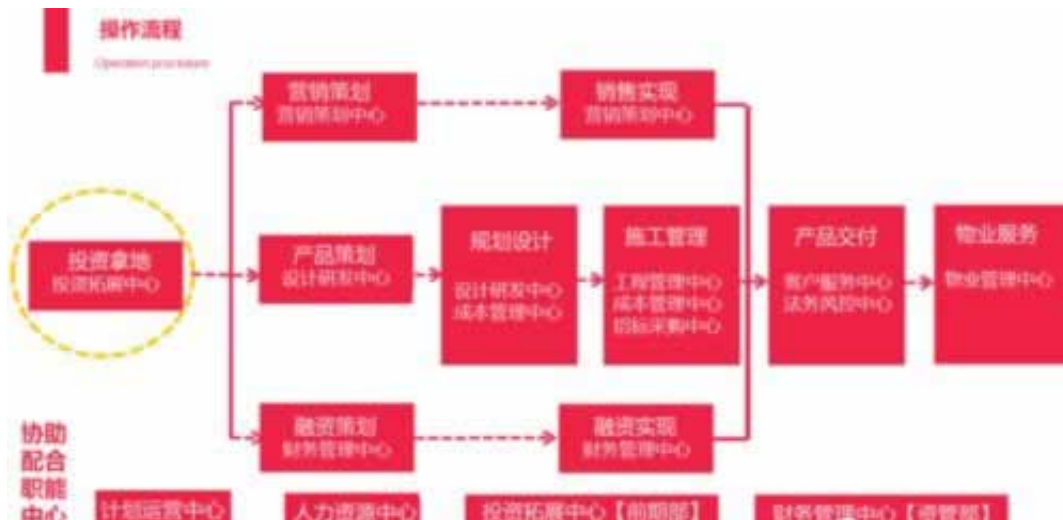 操作流程
Operation procedure
营销策划
营销策划中心
销售实现
营销策划中心
投资拿地
投资拓展中心
产品策划
设计研发中心
规划设计
设计研发中心
成本管理中心
施工管理
工程管理中心
成本管理中心
招标采购中心
产品交付
客户服务中心
法务风控中心
物业服务
物业管理中心
融资策划
财务管理中心
融资实现
财务管理中心
协助
配合
职能
中心
计划运营中心
人力资源中心
投资拓展中心【前期部】
财务管理中心【资管部】